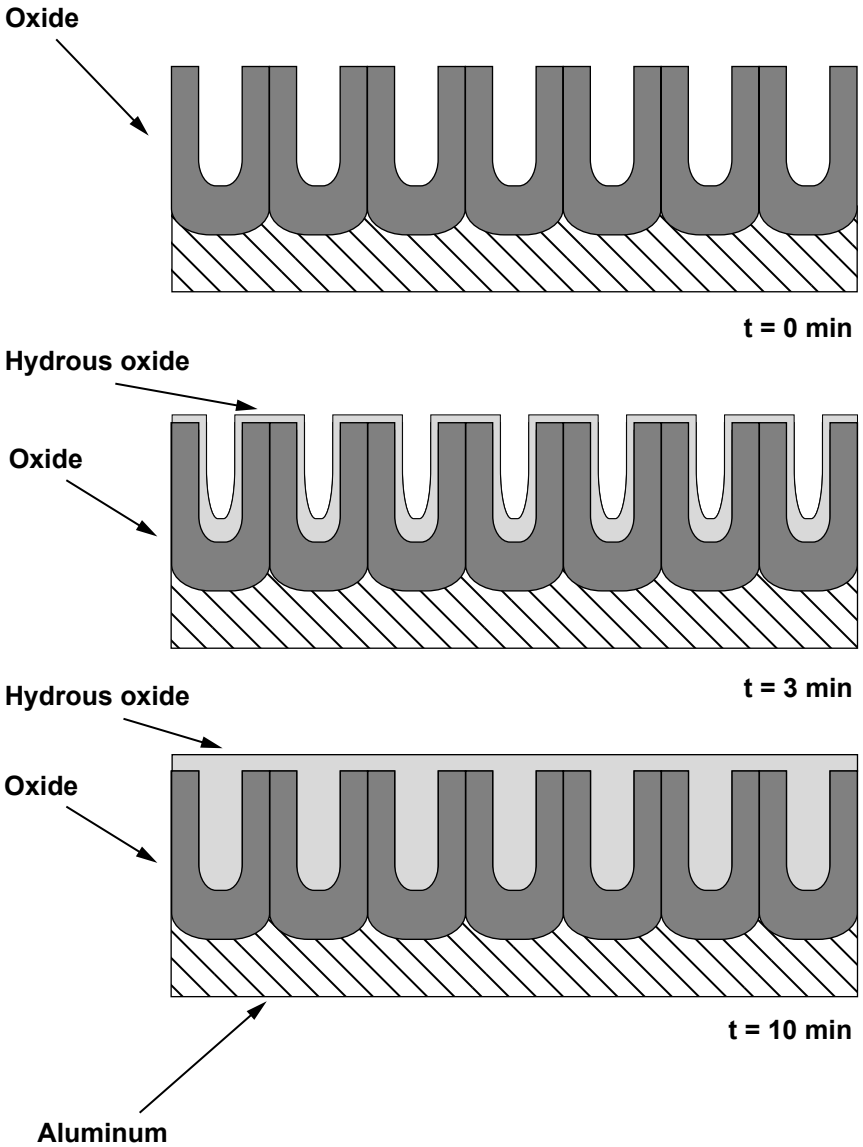 Oxide
t = 0 min
Hydrous oxide
Oxide
t = 3 min
Hydrous oxide
Oxide
t = 10 min
Aluminum